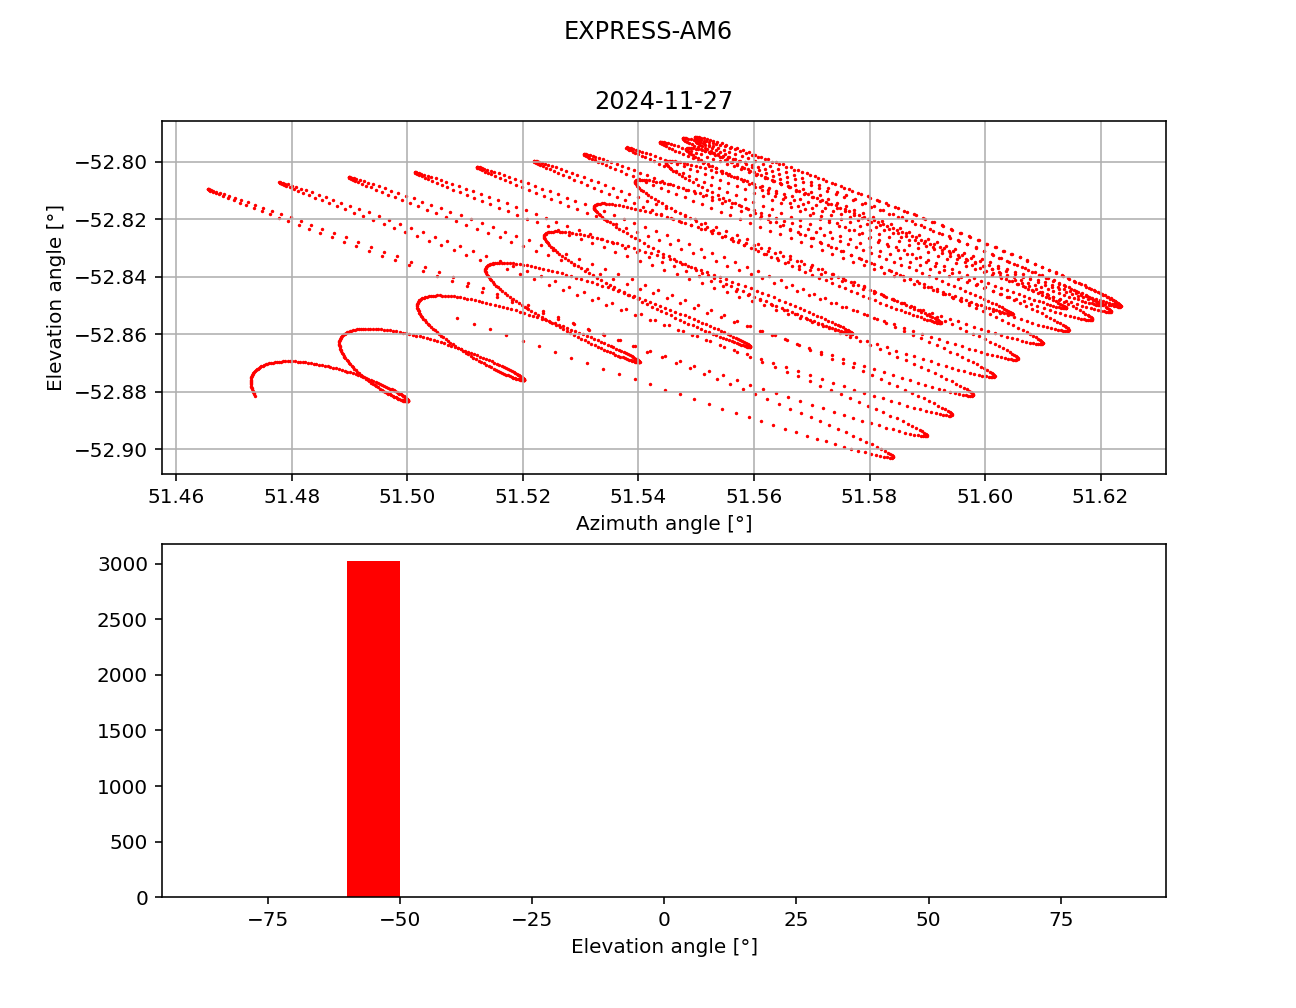 EXPRESS-AM6
2024-11-27
−52.80
−52.82
−52.84
−52.86
−52.88
−52.90
Elevation angle [°]
51.46 51.48 51.50 51.52 51.54 51.56 51.58 51.60 51.62
Azimuth angle [°]
3000
2500
2000
1500
1000
500
0
−75 −50 −25 0 25 50 75
Elevation angle [°]